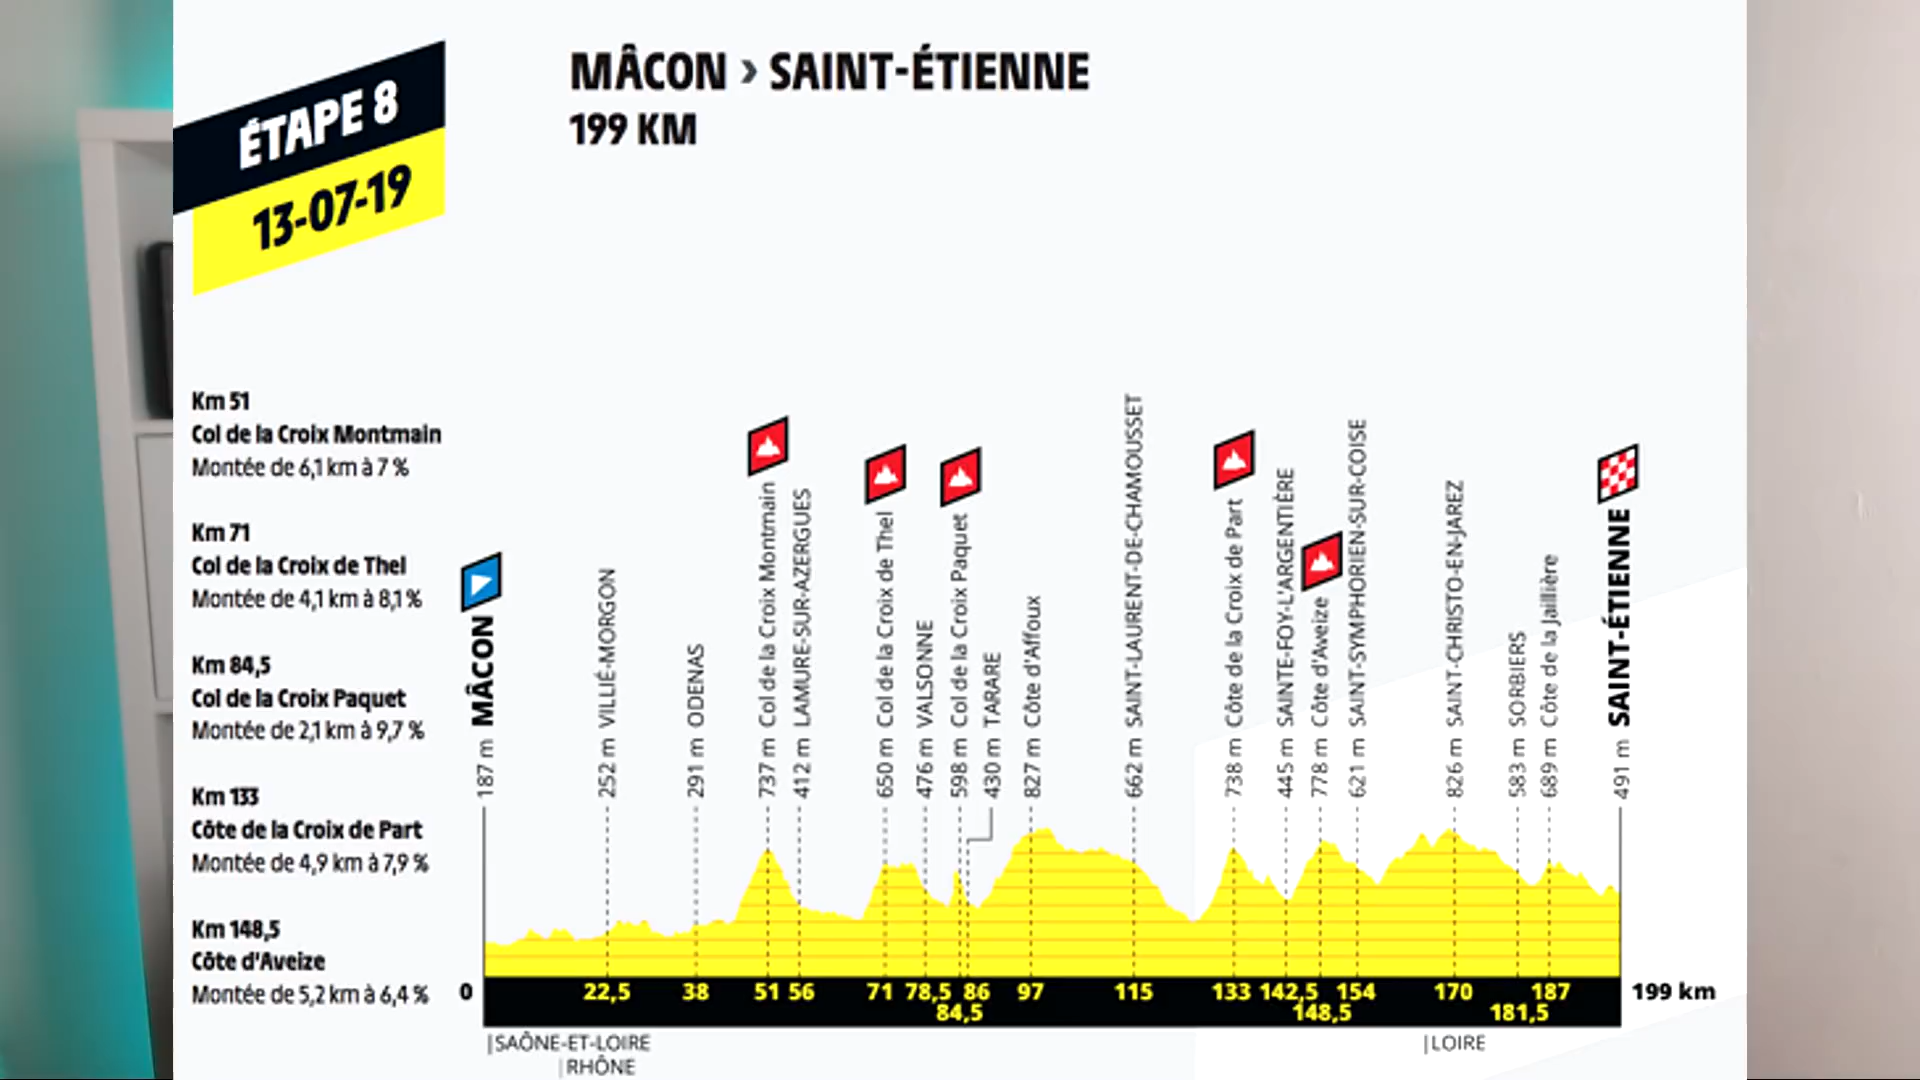 ÉTAPE 8
13-07-19
MÂCON › SAINT-ÉTIENNE
199 KM
Km 51
Col de la Croix Montmain
Montée de 6,1 km à 7 %
Km 71
Col de la Croix de Thel
Montée de 4,1 km à 8,1 %
Km 84,5
Col de la Croix Paquet
Montée de 2,1 km à 9,7 %
Km 133
Côte de la Croix de Part
Montée de 4,9 km à 7,9 %
Km 148,5
Côte d'Aveize
Montée de 5,2 km à 6,4 %
187 m MÂCON
252 m VILLIÉ-MORGON
291 m ODENAS
737 m Col de la Croix Montmain
412 m LAMURE-SUR-AZERGUES
650 m Col de la Croix de Thel
476 m VALSONNE
598 m Col de la Croix Paquet
430 m TARARE
827 m Côte d'Affoux
662 m SAINT-LAURENT-DE-CHAMOUSSET
738 m Côte de la Croix de Part
445 m SAINTE-FOY-L'ARGENTIÈRE
778 m Côte d'Aveize
621 m SAINT-SYMPHORIEN-SUR-COISE
826 m SAINT-CHRISTO-EN-JAREZ
583 m SORBIERS
689 m Côte de la Jaillière
491 m SAINT-ÉTIENNE
0 22,5 38 51 56 71 78,5 86 97 115 133 142,5 154 170 187 199 km
84,5 148,5 181,5
|SAÔNE-ET-LOIRE |LOIRE
|RHÔNE